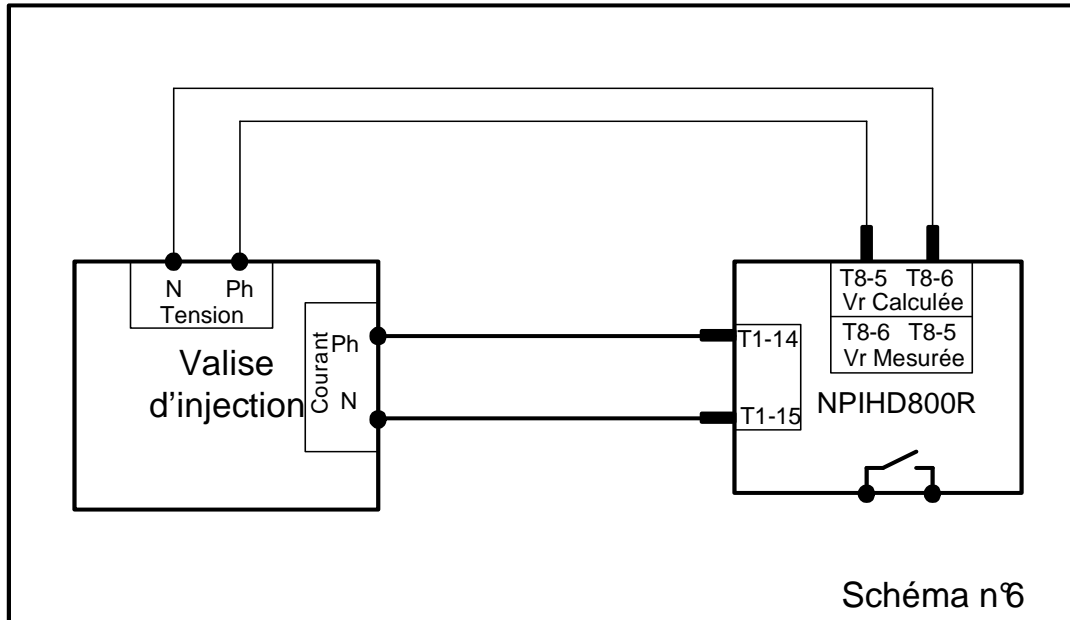 N Ph
Tension
Valise
d'injection
Courant
Ph
N
T1-14
T1-15
T8-5 T8-6
Vr Calculée
T8-6 T8-5
Vr Mesurée
NPIHD800R
Schéma n°6